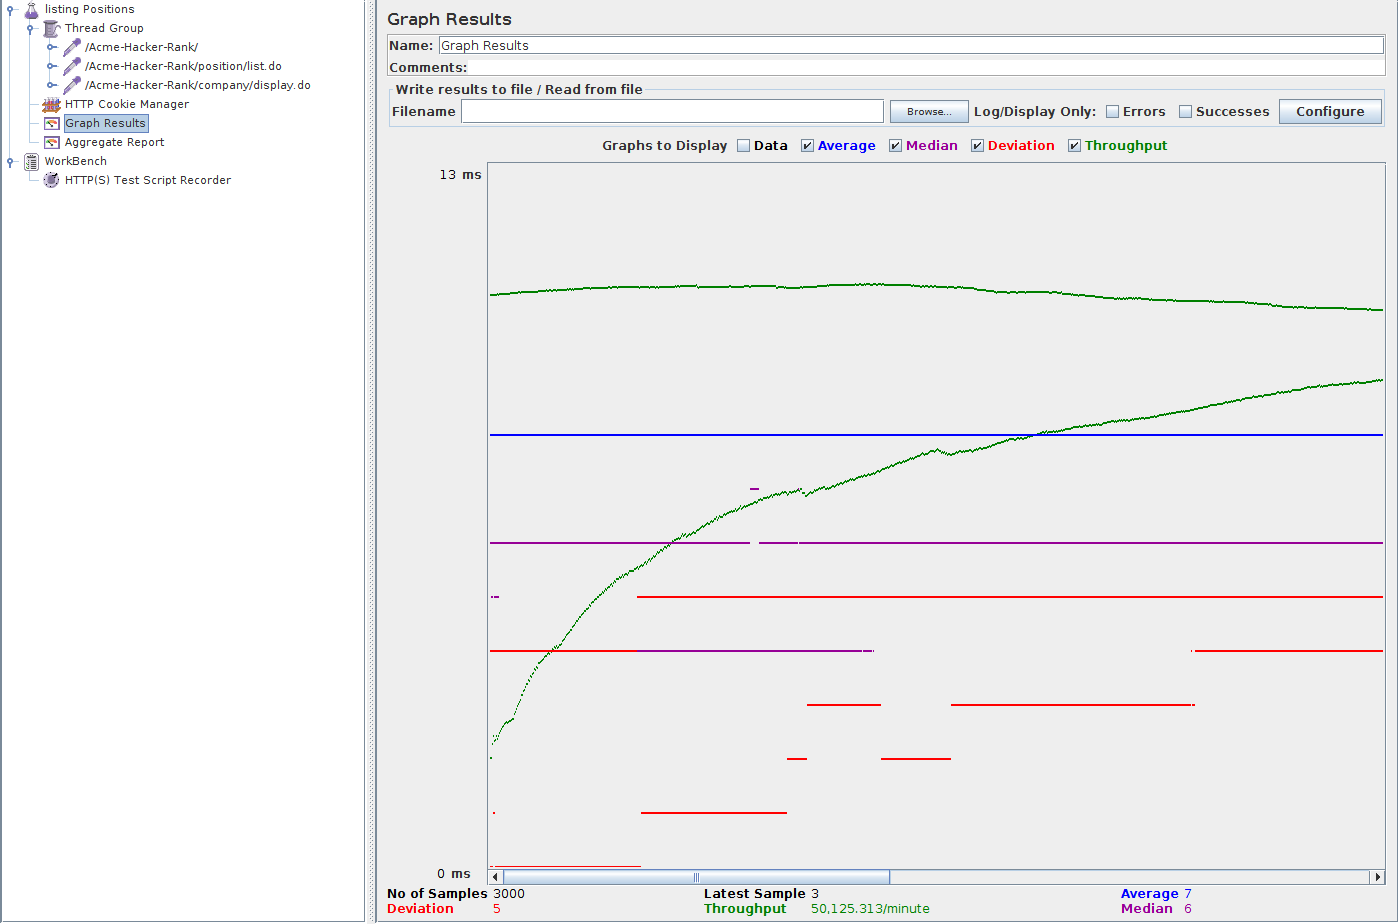 listing Positions
Thread Group
/Acme-Hacker-Rank/
/Acme-Hacker-Rank/position/list.do
/Acme-Hacker-Rank/company/display.do
HTTP Cookie Manager
Graph Results
Aggregate Report
WorkBench
HTTP(S) Test Script Recorder
Graph Results
Name: Graph Results
Comments:
Write results to file / Read from file
Filename Browse... Log/Display Only: Errors Successes Configure
Graphs to Display Data Average Median Deviation Throughput
13 ms
0 ms
No of Samples 3000 Latest Sample 3 Average 7
Deviation 5 Throughput 50,125.313/minute Median 6